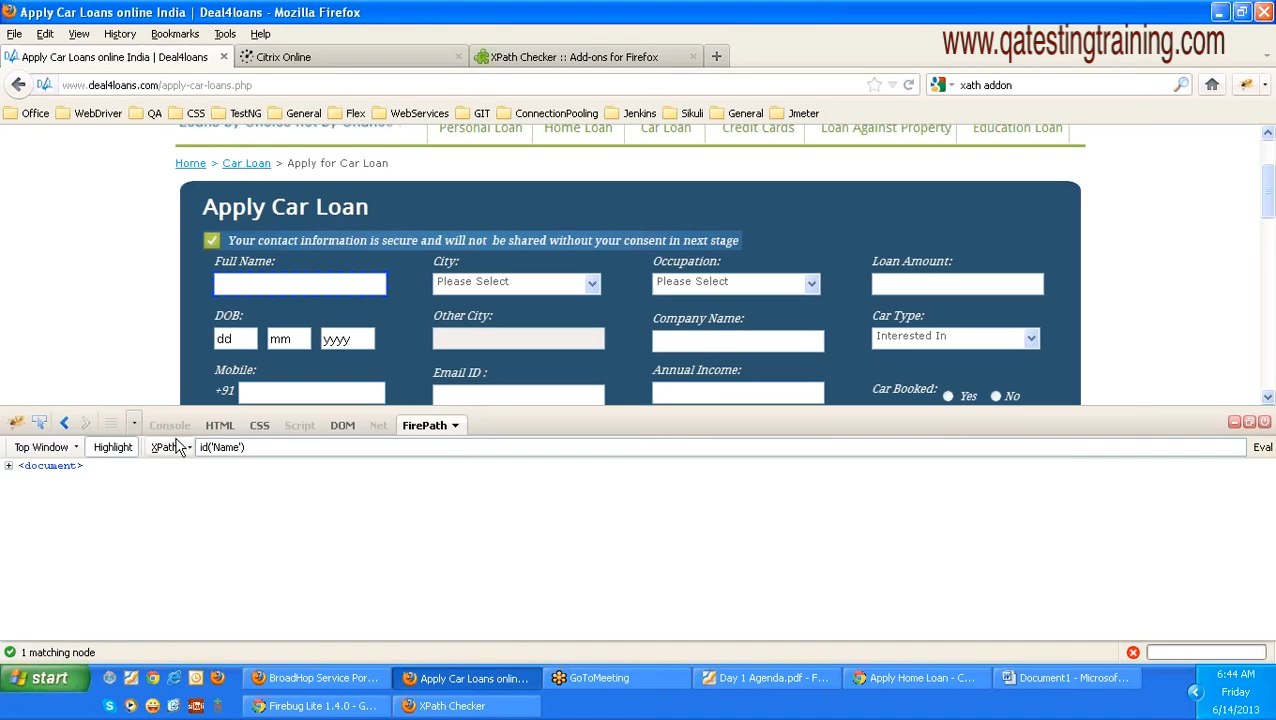 Apply Car Loans online India | Deal4loans - Mozilla Firefox
File Edit View History Bookmarks Tools Help
www.qatestingtraining.com
Apply Car Loans online India | Deal4loans
Citrix Online
XPath Checker :: Add-ons for Firefox
www.deal4loans.com/apply-car-loans.php
xath addon
Office WebDriver QA CSS TestNG General Flex WebServices GIT ConnectionPooling Jenkins Sikuli General Jmeter
Loans by Choice not by Chance
Personal Loan Home Loan Car Loan Credit Cards Loan Against Property Education Loan
Home > Car Loan > Apply for Car Loan
Apply Car Loan
Your contact information is secure and will not be shared without your consent in next stage
Full Name: City: Occupation: Loan Amount:
Please Select Please Select
DOB: Other City: Company Name: Car Type:
dd mm yyyy Interested In
Mobile: Email ID : Annual Income: Car Booked: Yes No
+91
Console HTML CSS Script DOM Net FirePath
Top Window Highlight XPath: id('Name') Eval
<document>
1 matching node
start
BroadHop Service Por...
Apply Car Loans onlin...
GoToMeeting
Day 1 Agenda.pdf - F...
Apply Home Loan - C...
Document1 - Microsof...
Firebug Lite 1.4.0 - G...
XPath Checker
6:44 AM
Friday
6/14/2013